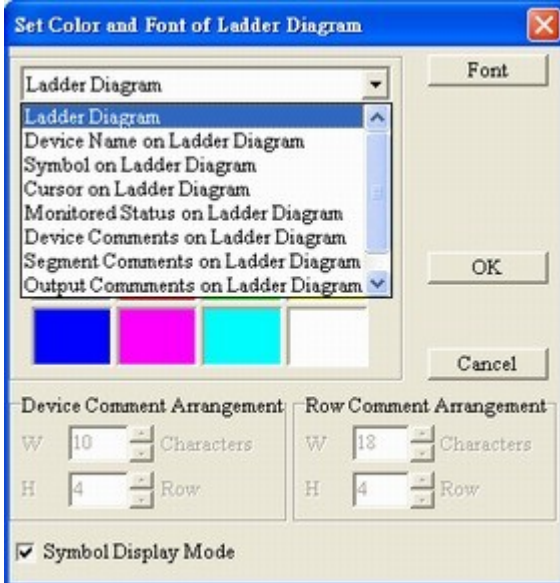 Set Color and Font of Ladder Diagram
Ladder Diagram
Font
Ladder Diagram
Device Name on Ladder Diagram
Symbol on Ladder Diagram
Cursor on Ladder Diagram
Monitored Status on Ladder Diagram
Device Comments on Ladder Diagram
Segment Comments on Ladder Diagram
Output Commments on Ladder Diagram
OK
Cancel
Device Comment Arrangement
W 10 Characters
H 4 Row
Row Comment Arrangement
W 18 Characters
H 4 Row
Symbol Display Mode